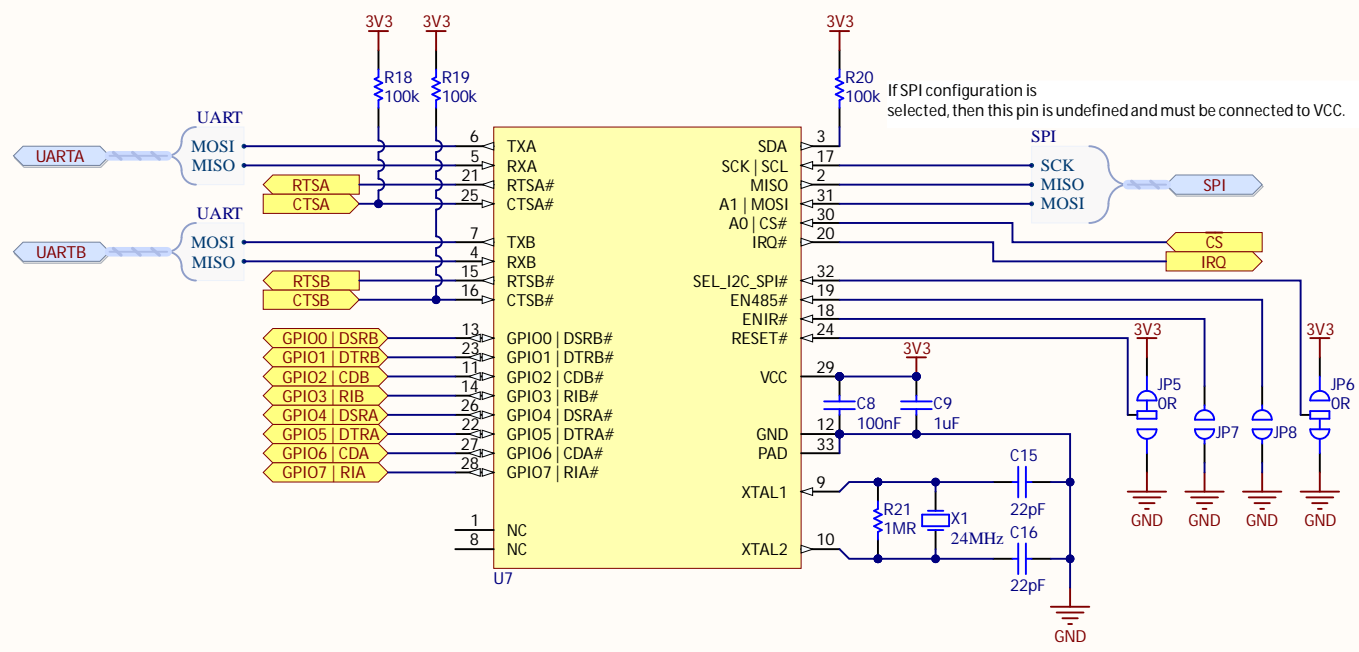 3V3
3V3
3V3
R18
100k
R19
100k
R20
100k
If SPI configuration is
selected, then this pin is undefined and must be connected to VCC.
UART
UARTA
MOSI
MISO
RTSA
CTSA
UART
UARTB
MOSI
MISO
RTSB
CTSB
GPIO0 | DSRB
GPIO1 | DTRB
GPIO2 | CDB
GPIO3 | RIB
GPIO4 | DSRA
GPIO5 | DTRA
GPIO6 | CDA
GPIO7 | RIA
6 TXA
5 RXA
21 RTSA#
25 CTSA#
7 TXB
4 RXB
15 RTSB#
16 CTSB#
13 GPIO0 | DSRB#
23 GPIO1 | DTRB#
11 GPIO2 | CDB#
14 GPIO3 | RIB#
26 GPIO4 | DSRA#
22 GPIO5 | DTRA#
27 GPIO6 | CDA#
28 GPIO7 | RIA#
1 NC
8 NC
U7
SDA 3
SCK | SCL 17
MISO 2
A1 | MOSI 31
A0 | CS# 30
IRQ# 20
SEL_I2C_SPI# 32
EN485# 19
ENIR# 18
RESET# 24
VCC 29
GND 12
PAD 33
XTAL1 9
XTAL2 10
SPI
SCK
MISO
MOSI
SPI
CS
IRQ
3V3
C8
100nF
C9
1uF
3V3
JP5
0R
JP7
JP8
3V3
JP6
0R
GND
GND
GND
GND
C15
22pF
R21
1MR
X1
24MHz
C16
22pF
GND